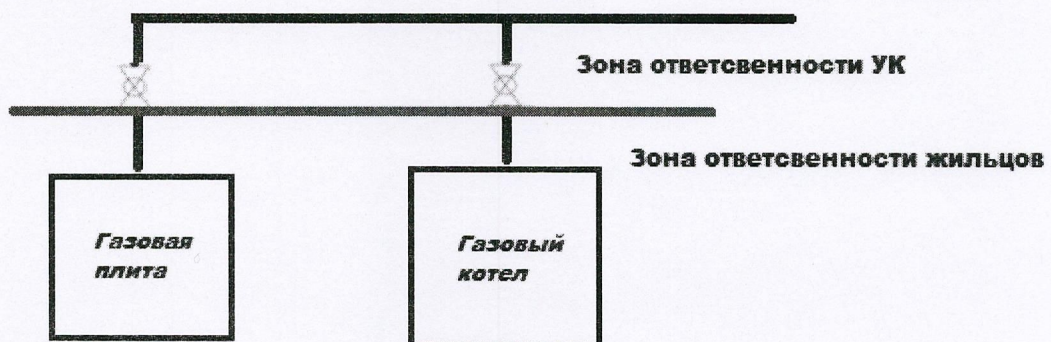 Зона ответсвенности УК
Зона ответсвенности жильцов
Газовая
плита
Газовый
котел